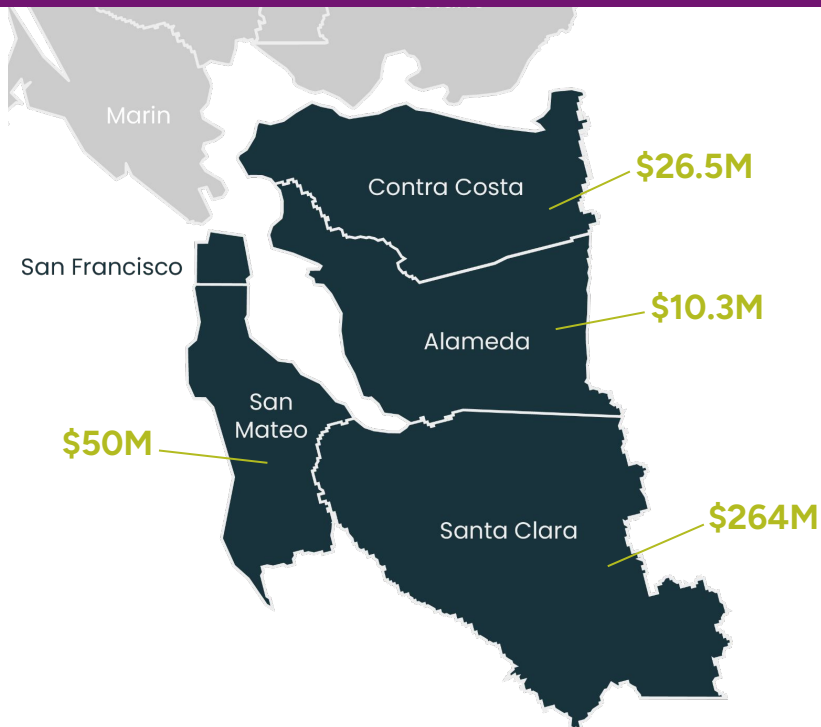 Marin
Contra Costa
$26.5M
San Francisco
$10.3M
Alameda
San
Mateo
$50M
$264M
Santa Clara